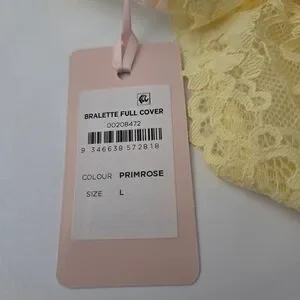 BRALETTE FULL COVER
00208472
9 346638 572818
COLOUR PRIMROSE
SIZE L